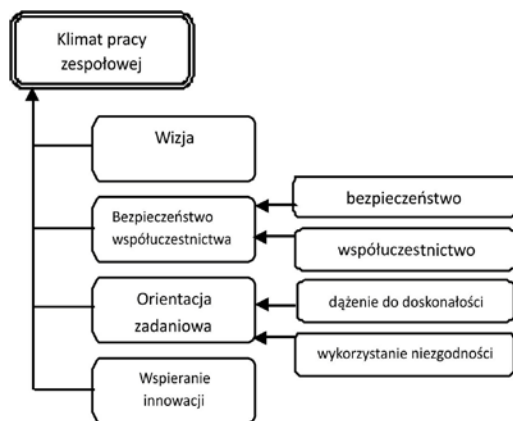 Klimat pracy
zespołowej
Wizja
Bezpieczeństwo
współuczestnictwa
bezpieczeństwo
współuczestnictwo
Orientacja
zadaniowa
dążenie do doskonałości
wykorzystanie niezgodności
Wspieranie
innowacji